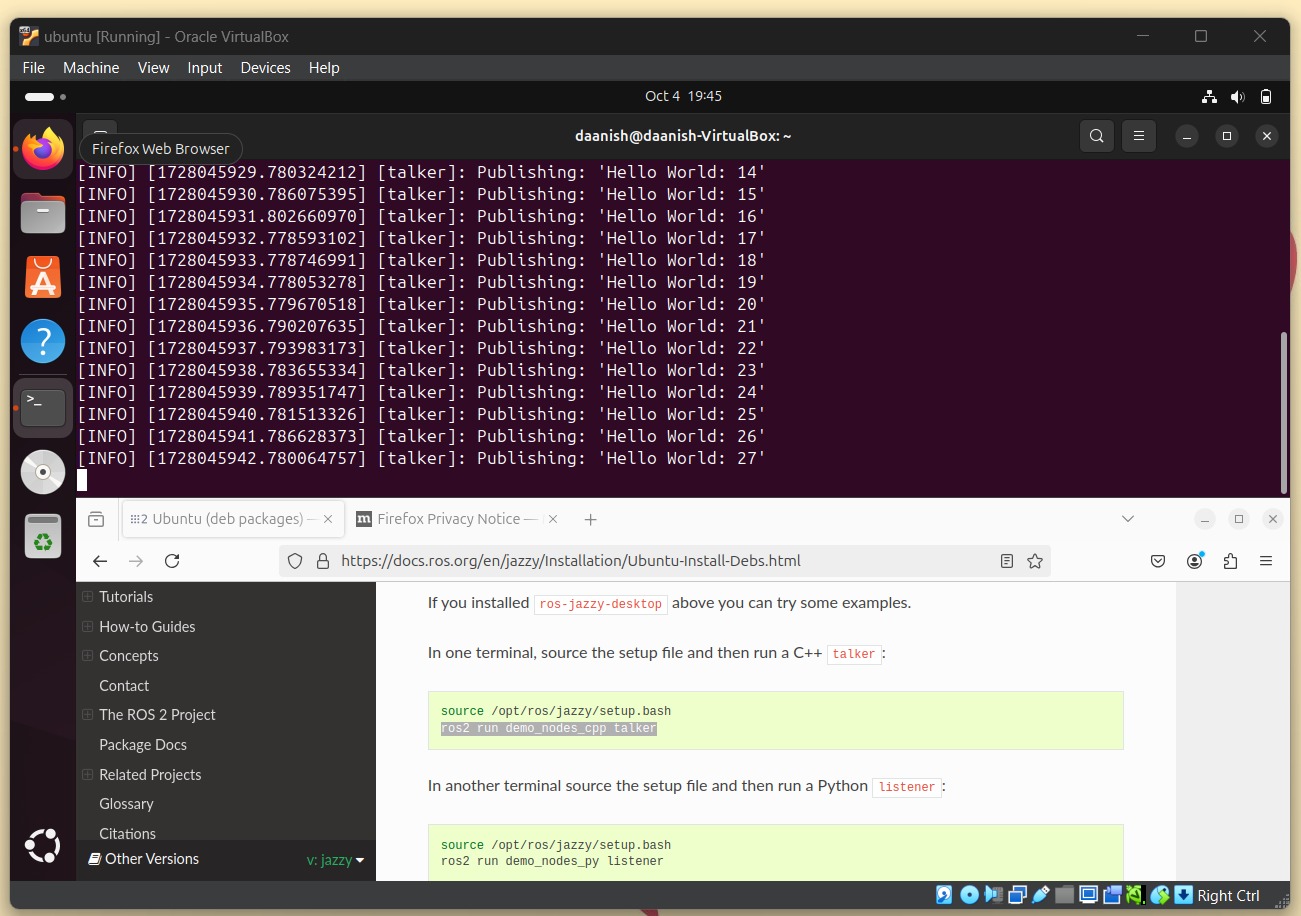 ubuntu [Running] - Oracle VirtualBox
File Machine View Input Devices Help
Oct 4 19:45
daanish@daanish-VirtualBox: ~
Firefox Web Browser
[INFO] [1728045929.780324212] [talker]: Publishing: 'Hello World: 14'
[INFO] [1728045930.786075395] [talker]: Publishing: 'Hello World: 15'
[INFO] [1728045931.802660970] [talker]: Publishing: 'Hello World: 16'
[INFO] [1728045932.778593102] [talker]: Publishing: 'Hello World: 17'
[INFO] [1728045933.778746991] [talker]: Publishing: 'Hello World: 18'
[INFO] [1728045934.778053278] [talker]: Publishing: 'Hello World: 19'
[INFO] [1728045935.779670518] [talker]: Publishing: 'Hello World: 20'
[INFO] [1728045936.790207635] [talker]: Publishing: 'Hello World: 21'
[INFO] [1728045937.793983173] [talker]: Publishing: 'Hello World: 22'
[INFO] [1728045938.783655334] [talker]: Publishing: 'Hello World: 23'
[INFO] [1728045939.789351747] [talker]: Publishing: 'Hello World: 24'
[INFO] [1728045940.781513326] [talker]: Publishing: 'Hello World: 25'
[INFO] [1728045941.786628373] [talker]: Publishing: 'Hello World: 26'
[INFO] [1728045942.780064757] [talker]: Publishing: 'Hello World: 27'
Ubuntu (deb packages) — Firefox Privacy Notice —
https://docs.ros.org/en/jazzy/Installation/Ubuntu-Install-Debs.html
Tutorials
How-to Guides
Concepts
Contact
The ROS 2 Project
Package Docs
Related Projects
Glossary
Citations
Other Versions v: jazzy
If you installed ros-jazzy-desktop above you can try some examples.
In one terminal, source the setup file and then run a C++ talker:
source /opt/ros/jazzy/setup.bash
ros2 run demo_nodes_cpp talker
In another terminal source the setup file and then run a Python listener:
source /opt/ros/jazzy/setup.bash
ros2 run demo_nodes_py listener
Right Ctrl